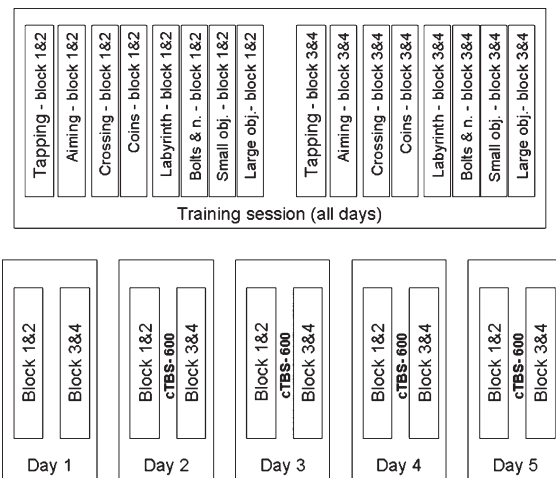 Tapping - block 1&2
Aiming - block 1&2
Crossing - block 1&2
Coins - block 1&2
Labyrinth - block 1&2
Bolts & n. - block 1&2
Small obj. - block 1&2
Large obj.- block 1&2
Tapping - block 3&4
Aiming - block 3&4
Crossing - block 3&4
Coins - block 3&4
Labyrinth - block 3&4
Bolts & n. - block 3&4
Small obj. - block 3&4
Large obj.- block 3&4
Training session (all days)
Block 1&2
Block 3&4
Day 1
Block 1&2
cTBS- 600
Block 3&4
Day 2
Block 1&2
cTBS- 600
Block 3&4
Day 3
Block 1&2
cTBS- 600
Block 3&4
Day 4
Block 1&2
cTBS- 600
Block 3&4
Day 5